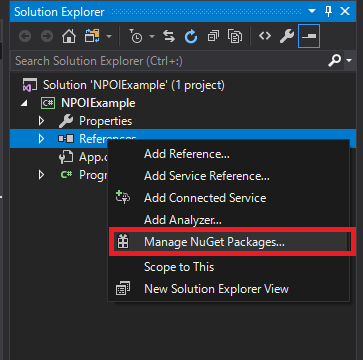 Solution Explorer
Search Solution Explorer (Ctrl+:)
Solution 'NPOIExample' (1 project)
C# NPOIExample
Properties
References
App.c
C# Progr
Add Reference...
Add Service Reference...
Add Connected Service
Add Analyzer...
Manage NuGet Packages...
Scope to This
New Solution Explorer View